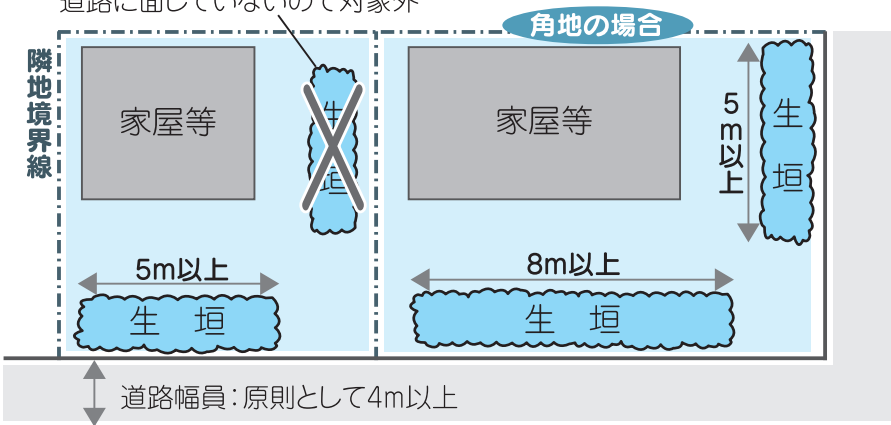 道路に面していないので対象外
角地の場合
隣地境界線
家屋等
生垣
家屋等
5m以上
生垣
5m以上
生垣
8m以上
生垣
道路幅員:原則として4m以上